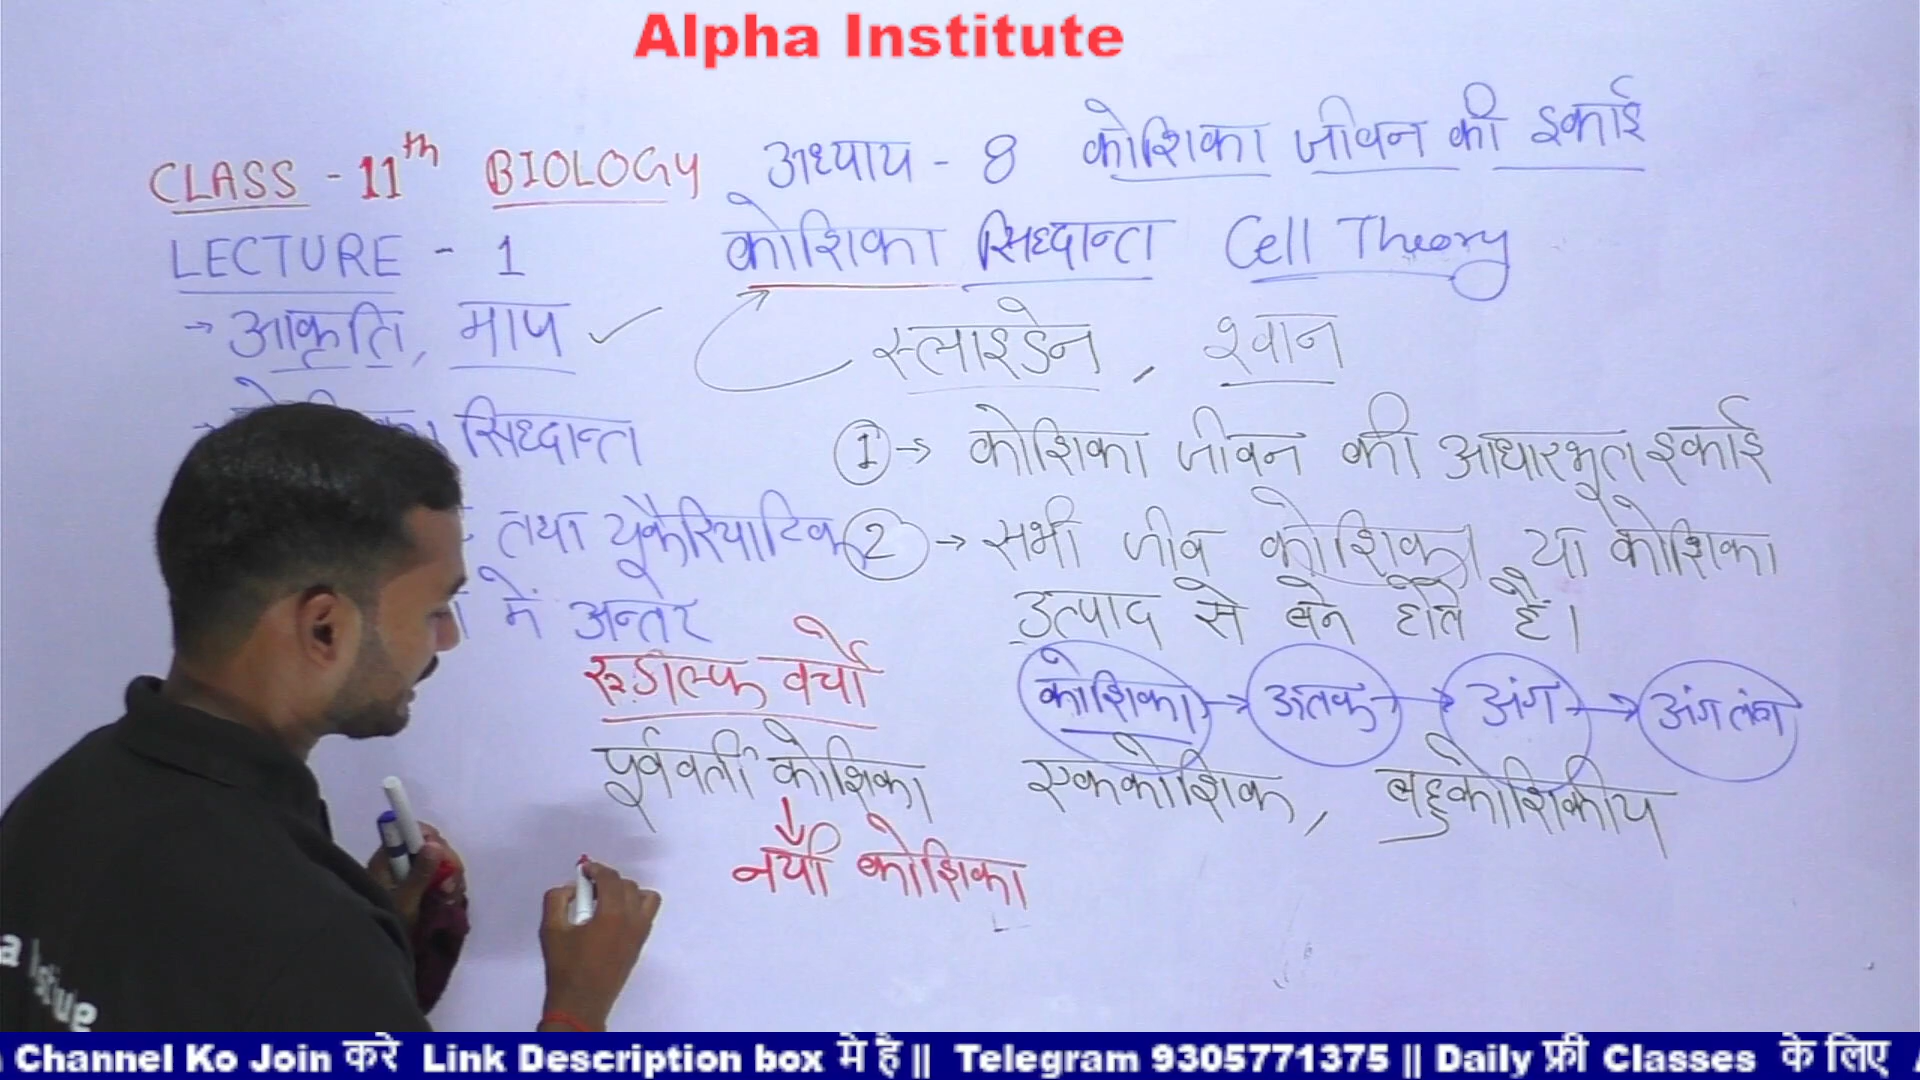 Alpha Institute
CLASS - 11th BIOLOGY अध्याय - 8 कोशिका जीवन की इकाई
LECTURE - 1
→ आकृति, माप ✓
सिध्दान्त
तथा यूकैरियाटिक
में अन्तर
कोशिका सिध्दान्त Cell Theory
स्लाइडेन, श्वान
1 → कोशिका जीवन की आधारभूत इकाई
2 → सभी जीव कोशिका या कोशिका
उत्पाद से बने होते हैं।
कोशिका → ऊतक → अंग → अंग तंत्र
एककोशिक, बहुकोशिकीय
रूडाल्फ वर्चो
पूर्ववर्ती कोशिका
↓
नयी कोशिका
Channel Ko Join करे Link Description box मे है || Telegram 9305771375 || Daily फ्री Classes के लिए